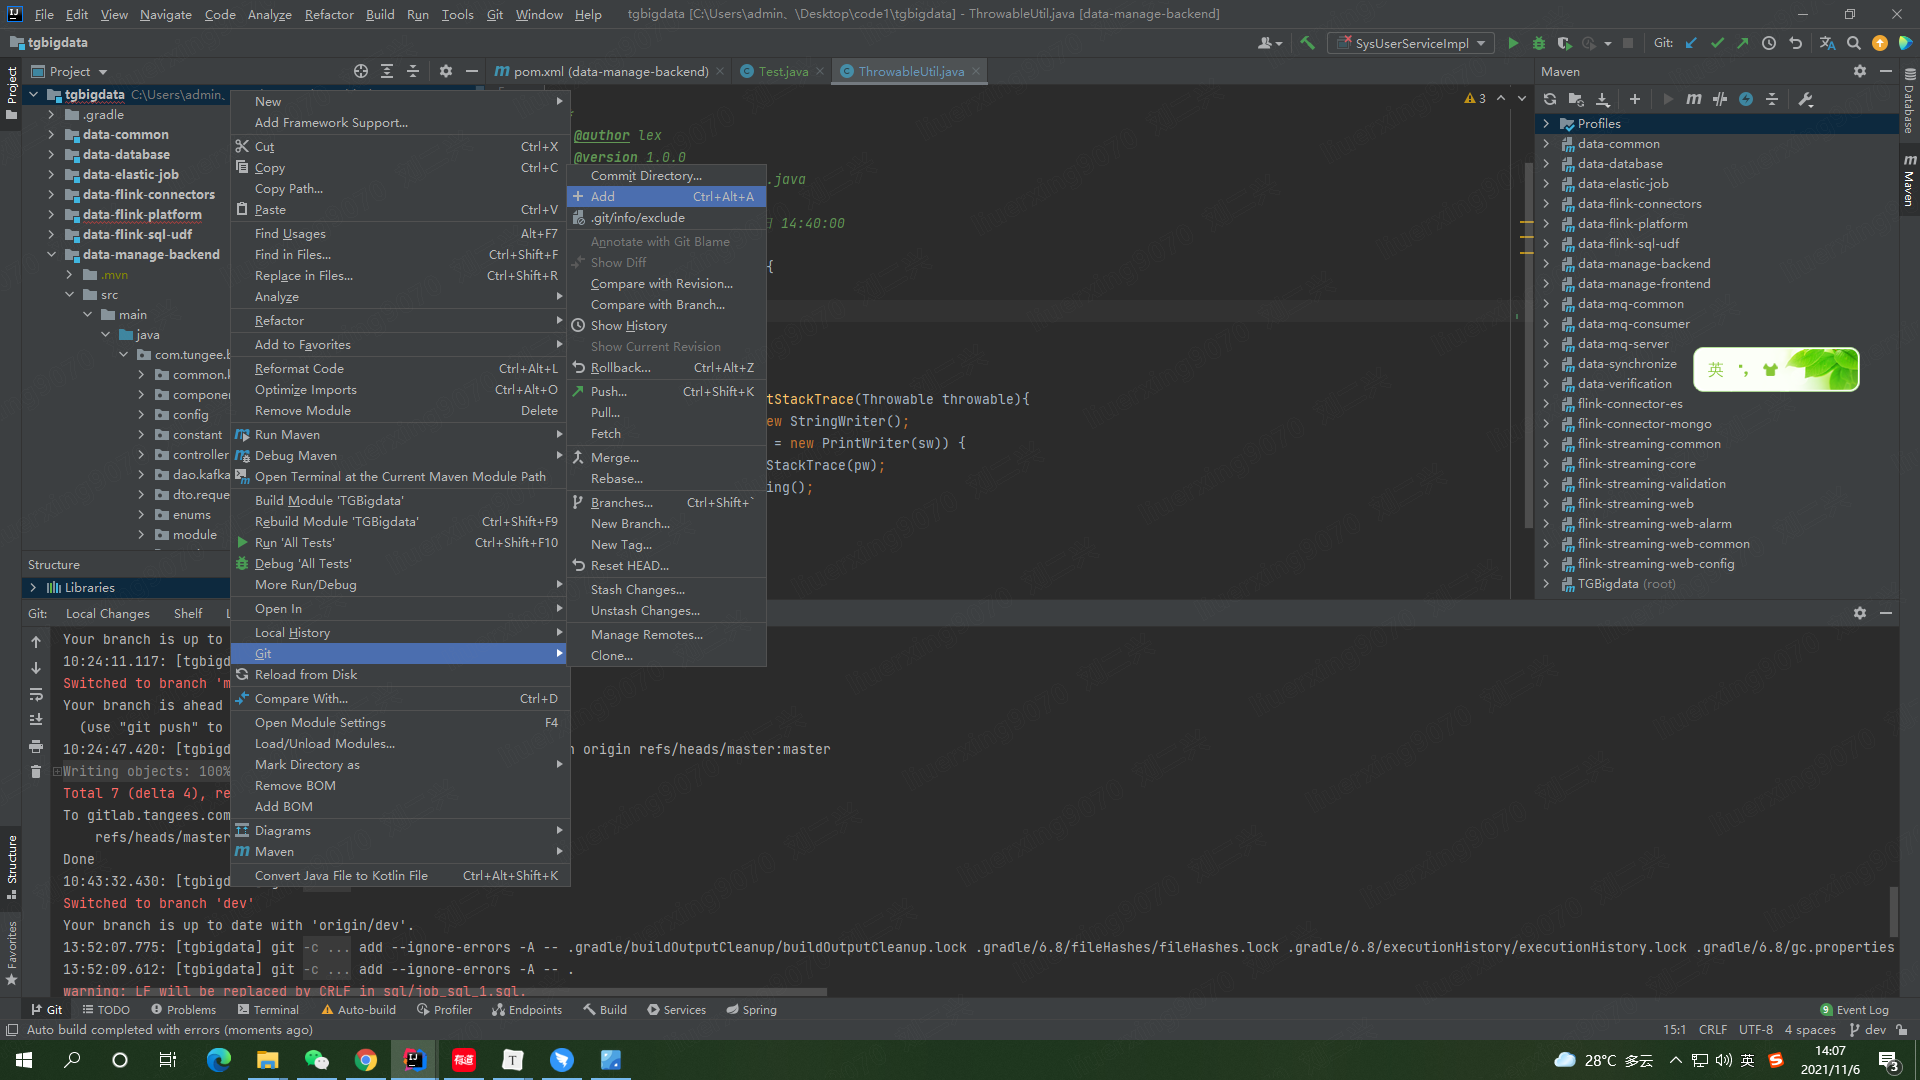 File Edit View Navigate Code Analyze Refactor Build Run Tools Git Window Help tgbigdata [C:\Users\admin、\Desktop\code1\tgbigdata] - ThrowableUtil.java [data-manage-backend]
tgbigdata
SysUserServiceImpl
Git:
Project
pom.xml (data-manage-backend)
Test.java
ThrowableUtil.java
Maven
Project
tgbigdata C:\Users\admin、
.gradle
data-common
data-database
data-elastic-job
data-flink-connectors
data-flink-platform
data-flink-sql-udf
data-manage-backend
.mvn
src
main
java
com.tungee.b
common.k
compone
config
constant
controller
dao.kafka
dto.reque
enums
module
Structure
Libraries
New
Add Framework Support...
Cut Ctrl+X
Copy Ctrl+C
Copy Path...
Paste Ctrl+V
Find Usages Alt+F7
Find in Files... Ctrl+Shift+F
Replace in Files... Ctrl+Shift+R
Analyze
Refactor
Add to Favorites
Reformat Code Ctrl+Alt+L
Optimize Imports Ctrl+Alt+O
Remove Module Delete
Run Maven
Debug Maven
Open Terminal at the Current Maven Module Path
Build Module 'TGBigdata'
Rebuild Module 'TGBigdata' Ctrl+Shift+F9
Run 'All Tests' Ctrl+Shift+F10
Debug 'All Tests'
More Run/Debug
Open In
Local History
Git
Reload from Disk
Compare With... Ctrl+D
Open Module Settings F4
Load/Unload Modules...
Mark Directory as
Remove BOM
Add BOM
Diagrams
Maven
Convert Java File to Kotlin File Ctrl+Alt+Shift+K
Commit Directory...
Add Ctrl+Alt+A
.git/info/exclude
Annotate with Git Blame
Show Diff
Compare with Revision...
Compare with Branch...
Show History
Show Current Revision
Rollback... Ctrl+Alt+Z
Push... Ctrl+Shift+K
Pull...
Fetch
Merge...
Rebase...
Branches... Ctrl+Shift+`
New Branch...
New Tag...
Reset HEAD...
Stash Changes...
Unstash Changes...
Manage Remotes...
Clone...
3
@author lex
@version 1.0.0
.java
14:40:00
{
tStackTrace(Throwable throwable){
ew StringWriter();
= new PrintWriter(sw)) {
StackTrace(pw);
ing();
Profiles
data-common
data-database
data-elastic-job
data-flink-connectors
data-flink-platform
data-flink-sql-udf
data-manage-backend
data-manage-frontend
data-mq-common
data-mq-consumer
data-mq-server
data-synchronize
data-verification
flink-connector-es
flink-connector-mongo
flink-streaming-common
flink-streaming-core
flink-streaming-validation
flink-streaming-web
flink-streaming-web-alarm
flink-streaming-web-common
flink-streaming-web-config
TGBigdata (root)
英
Database
Maven
Git: Local Changes Shelf
Your branch is up to
10:24:11.117: [tgbigd
Switched to branch 'm
Your branch is ahead
(use "git push" to
10:24:47.420: [tgbigd origin refs/heads/master:master
Writing objects: 100%
Total 7 (delta 4), re
To gitlab.tangees.com
refs/heads/master
Done
10:43:32.430: [tgbigd
Switched to branch 'dev'
Your branch is up to date with 'origin/dev'.
13:52:07.775: [tgbigdata] git -c ... add --ignore-errors -A -- .gradle/buildOutputCleanup/buildOutputCleanup.lock .gradle/6.8/fileHashes/fileHashes.lock .gradle/6.8/executionHistory/executionHistory.lock .gradle/6.8/gc.properties
13:52:09.612: [tgbigdata] git -c ... add --ignore-errors -A -- .
warning: LF will be replaced by CRLF in sql/job_sql_1.sql.
Structure
Favorites
Git TODO Problems Terminal Auto-build Profiler Endpoints Build Services Spring 9 Event Log
Auto build completed with errors (moments ago) 15:1 CRLF UTF-8 4 spaces dev
有道
T
28°C 多云
英
14:07
2021/11/6
3